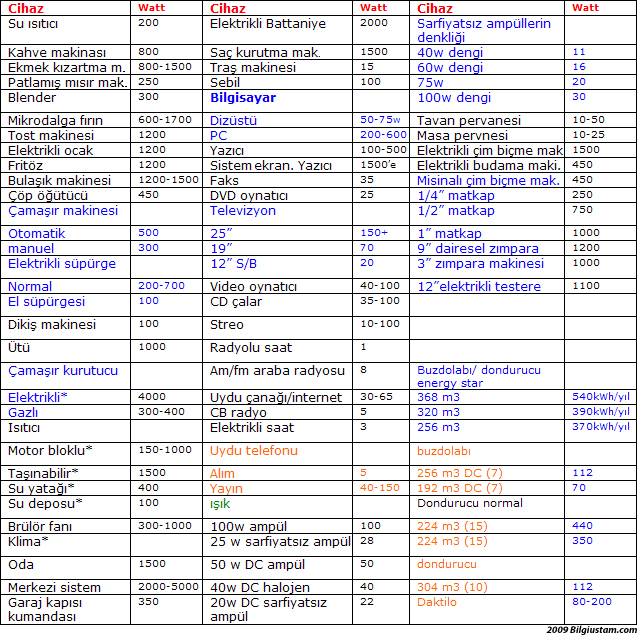 Cihaz Watt Cihaz Watt Cihaz Watt
Su ısıtıcı 200 Elektrikli Battaniye 2000 Sarfiyatsız ampüllerin
denkliği
Kahve makinası 800 Saç kurutma mak. 1500 40w dengi 11
Ekmek kızartma m. 800-1500 Traş makinesi 15 60w dengi 16
Patlamış mısır mak. 250 Sebil 100 75w 20
Blender 300 Bilgisayar 100w dengi 30
Mikrodalga fırın 600-1700 Dizüstü 50-75w Tavan pervanesi 10-50
Tost makinesi 1200 PC 200-600 Masa pervnesi 10-25
Elektrikli ocak 1200 Yazıcı 100-500 Elektrikli çim biçme mak 1500
Fritöz 1200 Sistem ekran. Yazıcı 1500'e Elektrikli budama maki. 450
Bulaşık makinesi 1200-1500 Faks 35 Misinalı çim biçme mak. 450
Çöp öğütücü 450 DVD oynatıcı 25 1/4” matkap 250
Çamaşır makinesi Televizyon 1/2” matkap 750
Otomatik 500 25” 150+ 1” matkap 1000
manuel 300 19” 70 9” dairesel zımpara 1200
Elektrikli süpürge 12” S/B 20 3” zımpara makinesi 1000
Normal 200-700 Video oynatıcı 40-100 12”elektrikli testere 1100
El süpürgesi 100 CD çalar 35-100
Dikiş makinesi 100 Streo 10-100
Ütü 1000 Radyolu saat 1
Çamaşır kurutucu Am/fm araba radyosu 8 Buzdolabı/ dondurucu
energy star
Elektrikli* 4000 Uydu çanağı/internet 30-65 368 m3 540kWh/yıl
Gazlı 300-400 CB radyo 5 320 m3 390kWh/yıl
Isıtıcı Elektrikli saat 3 256 m3 370kWh/yıl
Motor bloklu* 150-1000 Uydu telefonu buzdolabı
Taşınabilir* 1500 Alım 5 256 m3 DC (7) 112
Su yatağı* 400 Yayın 40-150 192 m3 DC (7) 70
Su deposu* 100 ışık Dondurucu normal
Brülör fanı 300-1000 100w ampül 100 224 m3 (15) 440
Klima* 25 w sarfiyatsız ampül 28 224 m3 (15) 350
Oda 1500 50 w DC ampül 50 dondurucu
Merkezi sistem 2000-5000 40w DC halojen 40 304 m3 (10) 112
Garaj kapısı 350 20w DC sarfiyatsız 22 Daktilo 80-200
kumandası ampül
2009 Bilgiustam.com